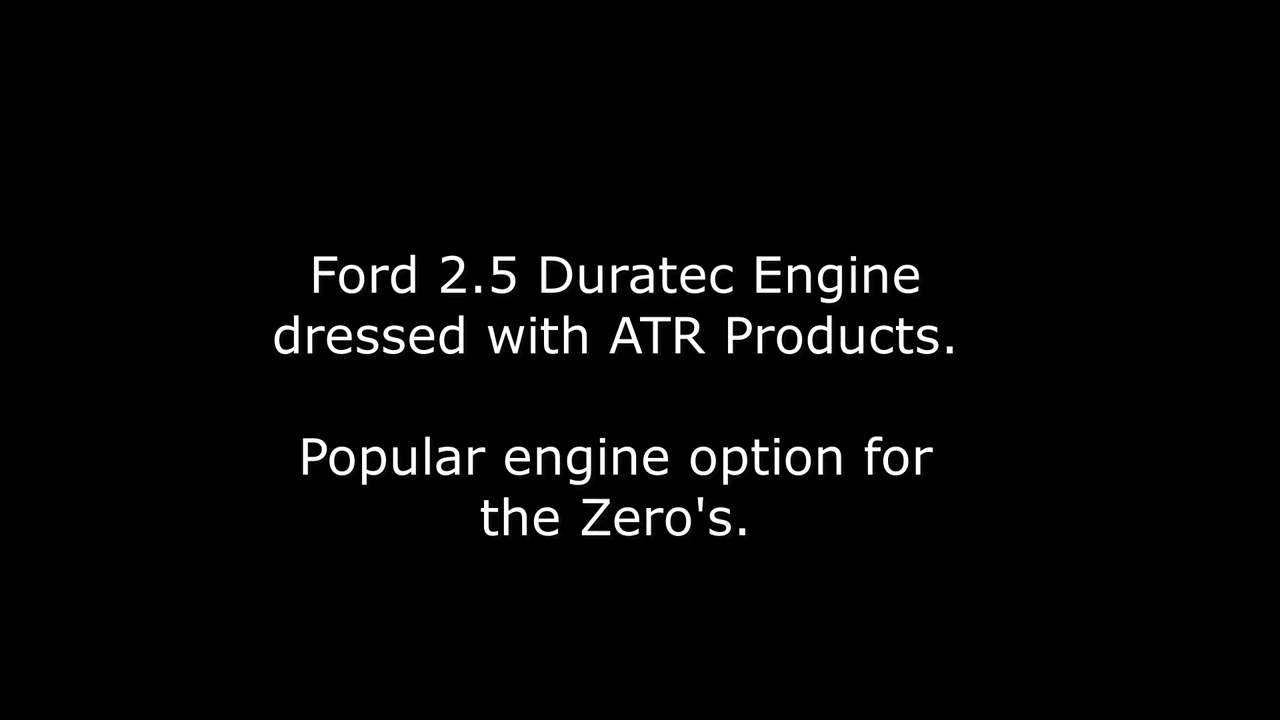 Ford 2.5 Duratec Engine
dressed with ATR Products.
Popular engine option for
the Zero's.